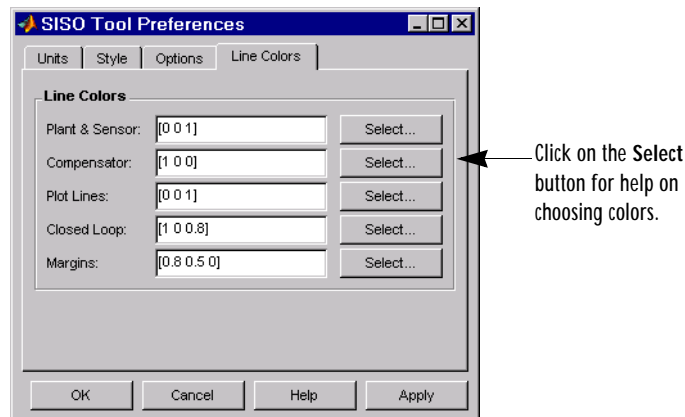 SISO Tool Preferences
Units Style Options Line Colors
Line Colors
Plant & Sensor: [0 0 1] Select...
Compensator: [1 0 0] Select...
Plot Lines: [0 0 1] Select...
Closed Loop: [1 0 0.8] Select...
Margins: [0.8 0.5 0] Select...
OK Cancel Help Apply
Click on the Select
button for help on
choosing colors.